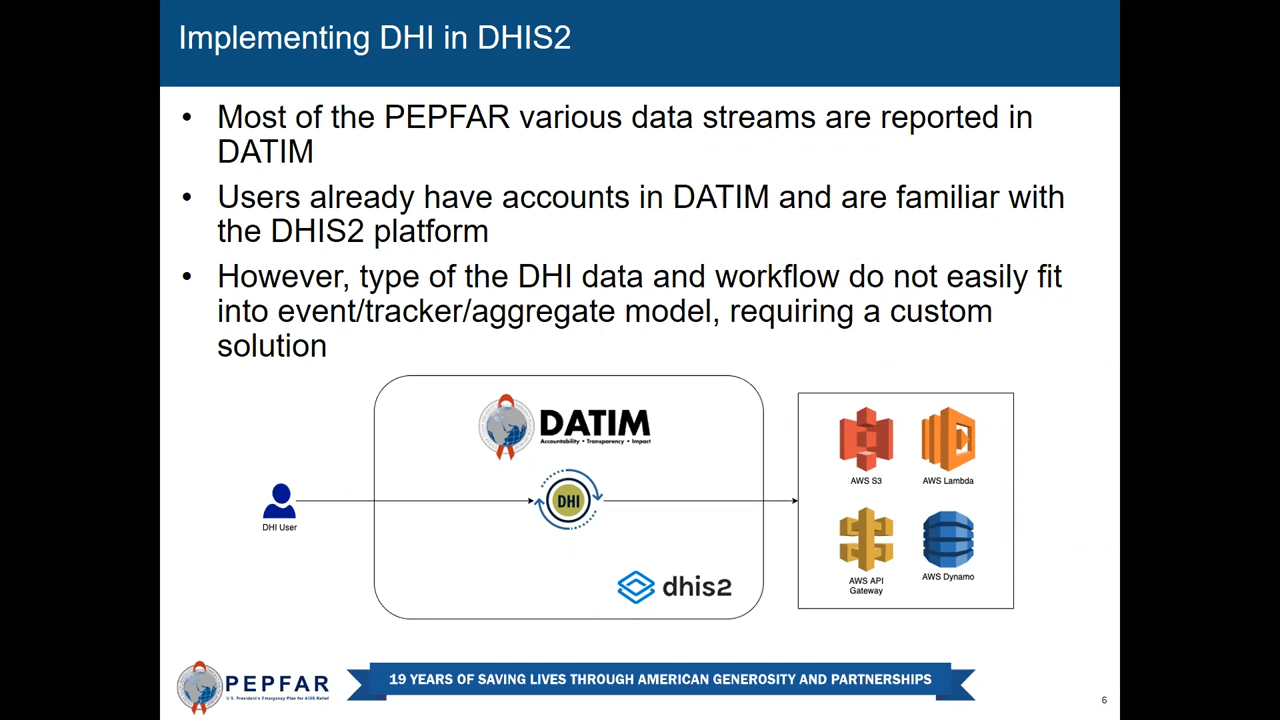 Implementing DHI in DHIS2
• Most of the PEPFAR various data streams are reported in
DATIM
• Users already have accounts in DATIM and are familiar with
the DHIS2 platform
• However, type of the DHI data and workflow do not easily fit
into event/tracker/aggregate model, requiring a custom
solution
DATIM
Accountability • Transparency • Impact
DHI
DHI User
dhis2
AWS S3
AWS Lambda
AWS API
Gateway
AWS Dynamo
PEPFAR
U.S. President's Emergency Plan for AIDS Relief
19 YEARS OF SAVING LIVES THROUGH AMERICAN GENEROSITY AND PARTNERSHIPS
6